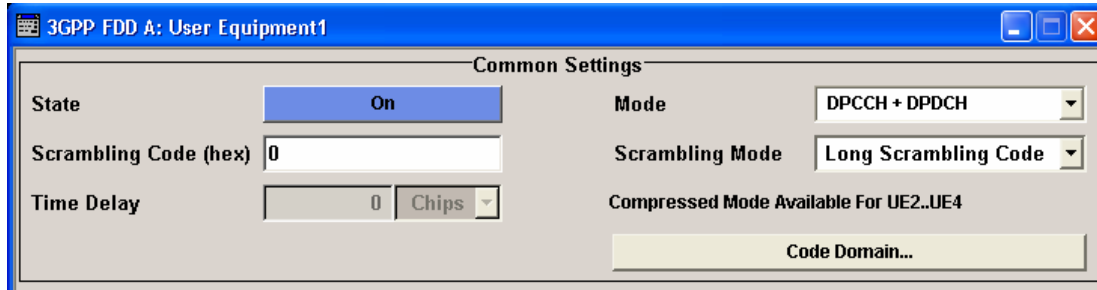 3GPP FDD A: User Equipment1
Common Settings
State On Mode DPCCH + DPDCH
Scrambling Code (hex) 0 Scrambling Mode Long Scrambling Code
Time Delay 0 Chips Compressed Mode Available For UE2..UE4
Code Domain...